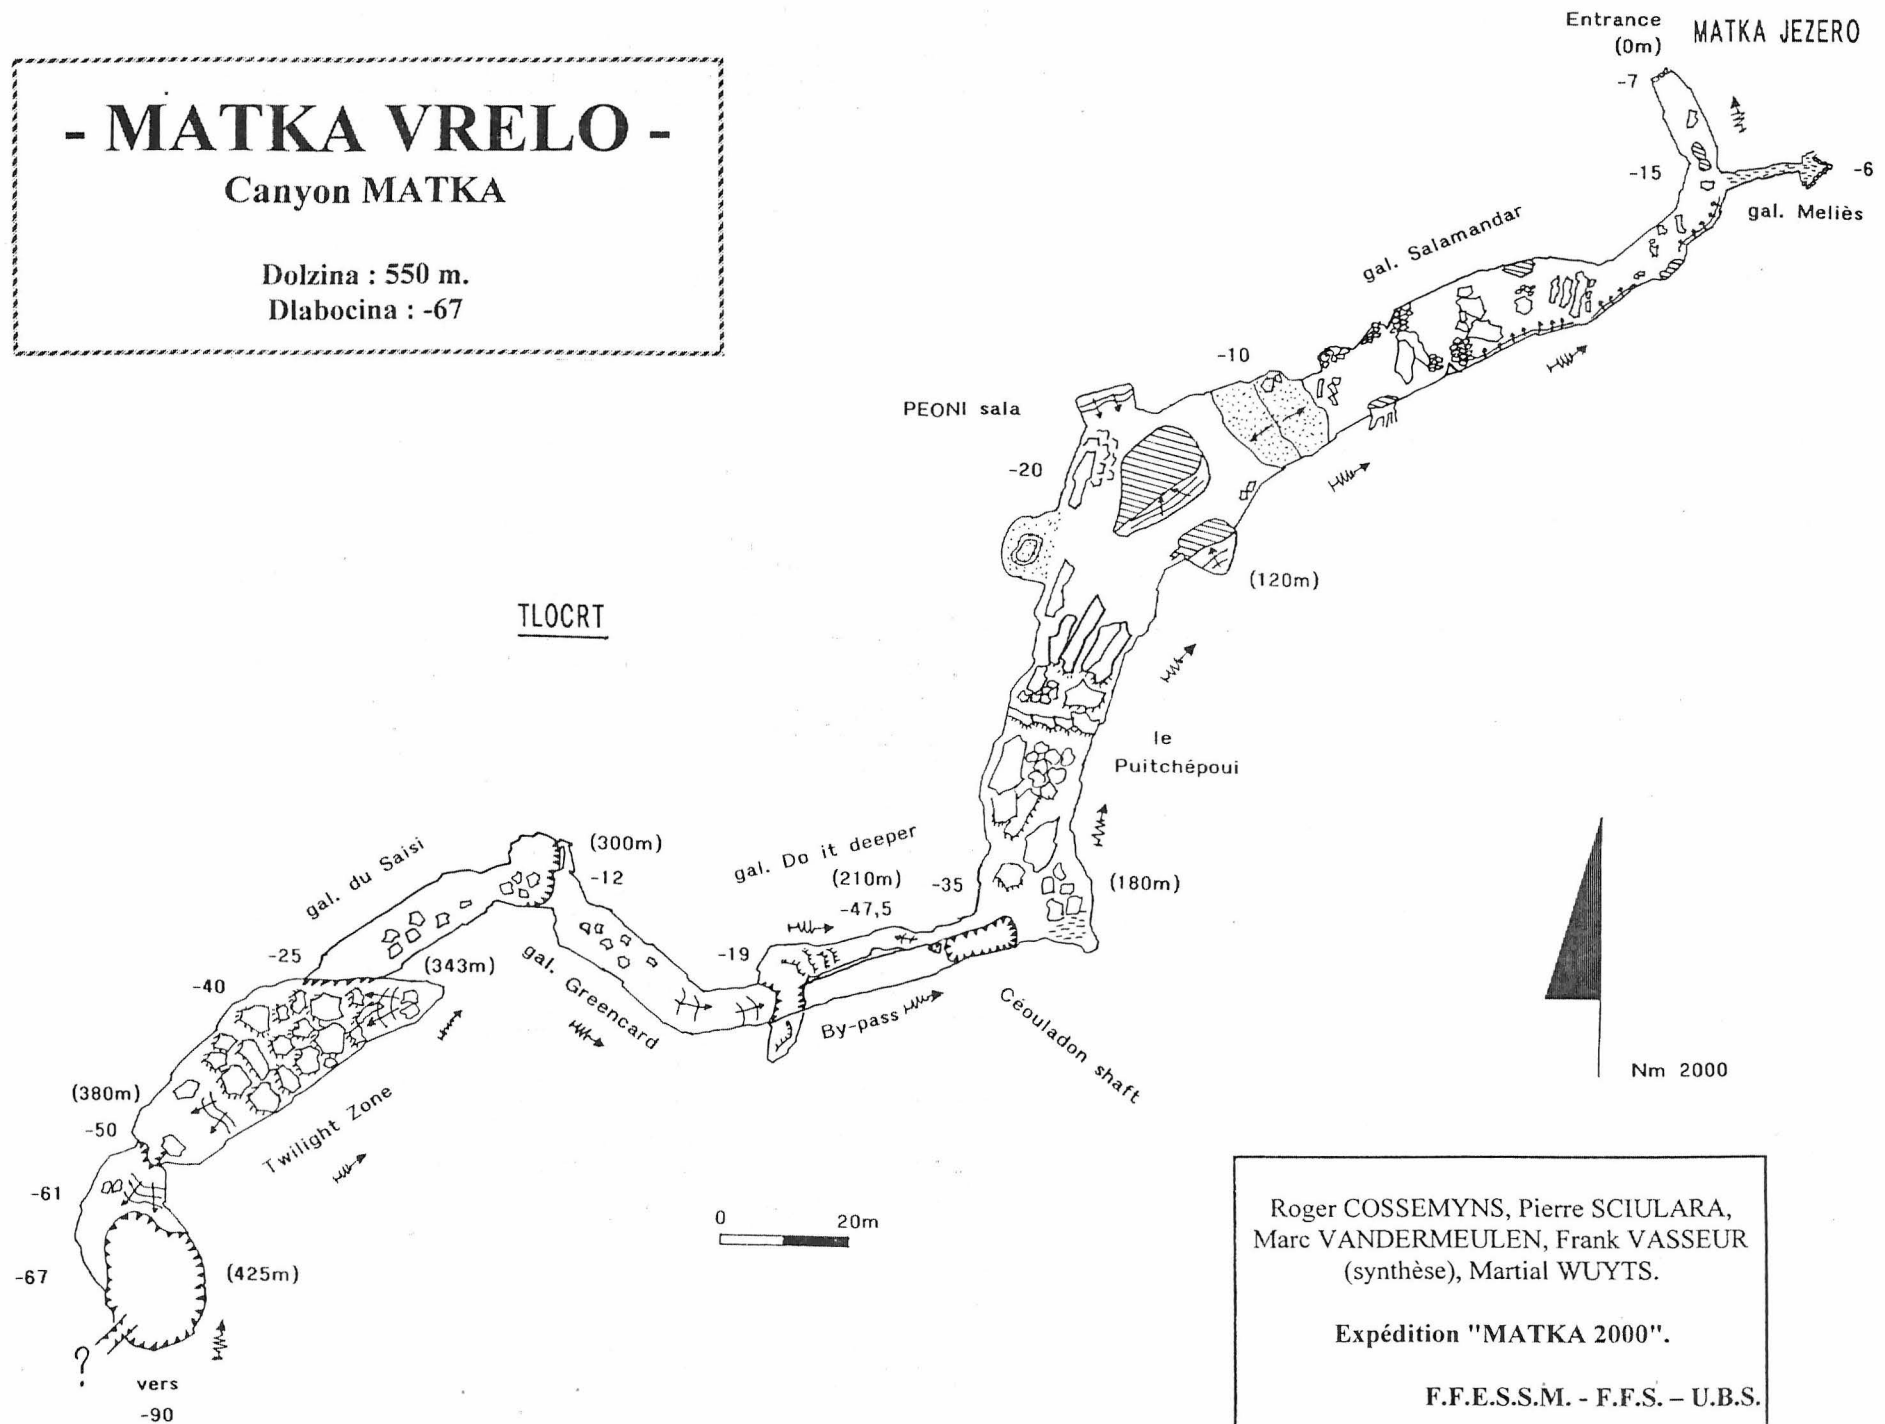 Entrance
(0m)
MATKA JEZERO
-7
- MATKA VRELO -
Canyon MATKA
Dolzina : 550 m.
Dlabocina : -67
-15
-6
gal. Meliès
gal. Salamandar
-10
PEONI sala
-20
(120m)
TLOCRT
le
Puitchépoui
gal. du Saisi
(300m)
-12
gal. Do it deeper
(210m)
-47,5
-35
(180m)
-25
-40
(343m)
gal. Greencard
-19
By-pass
Céouladon shaft
Nm 2000
(380m)
-50
Twilight Zone
-61
0 20m
-67
(425m)
?
vers
-90
Roger COSSEMYNS, Pierre SCIULARA,
Marc VANDERMEULEN, Frank VASSEUR
(synthèse), Martial WUYTS.
Expédition "MATKA 2000".
F.F.E.S.S.M. - F.F.S. – U.B.S.